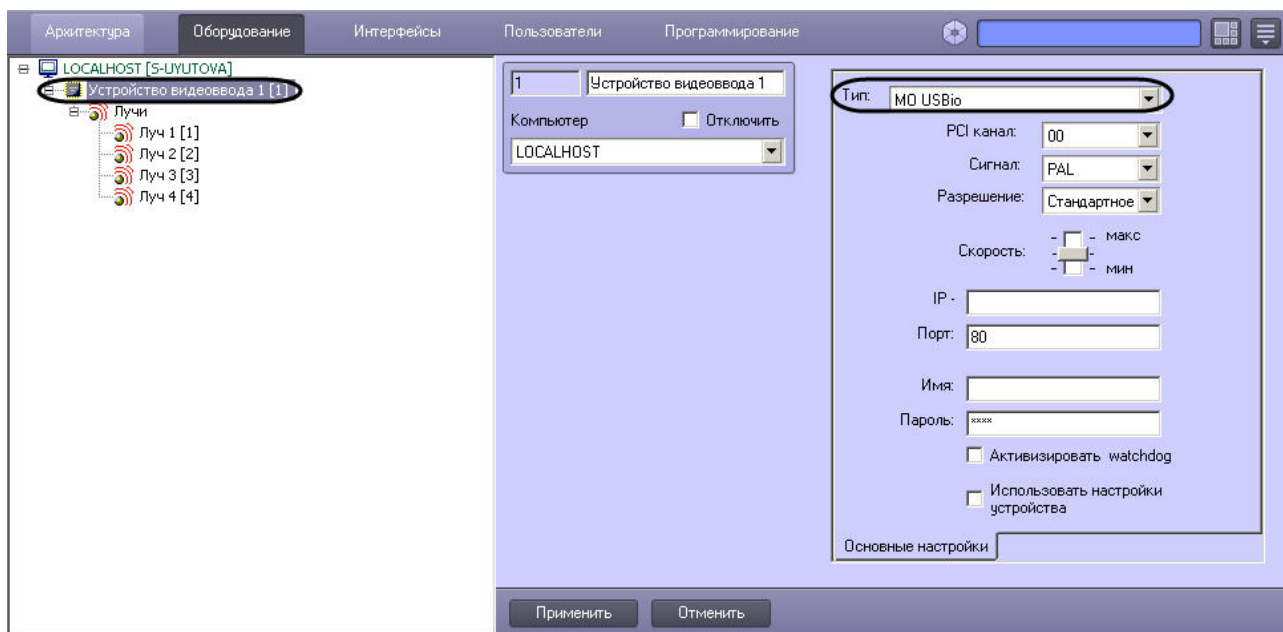 Архитектура Оборудование Интерфейсы Пользователи Программирование
LOCALHOST [S-UYUTOVA]
Устройство видеоввода 1 [1]
Лучи
Луч 1 [1]
Луч 2 [2]
Луч 3 [3]
Луч 4 [4]
1 Устройство видеоввода 1
Компьютер Отключить
LOCALHOST
Тип: MO USBio
PCI канал: 00
Сигнал: PAL
Разрешение: Стандартное
Скорость: макс
мин
IP -
Порт: 80
Имя:
Пароль: xxxx
Активизировать watchdog
Использовать настройки
устройства
Основные настройки
Применить Отменить